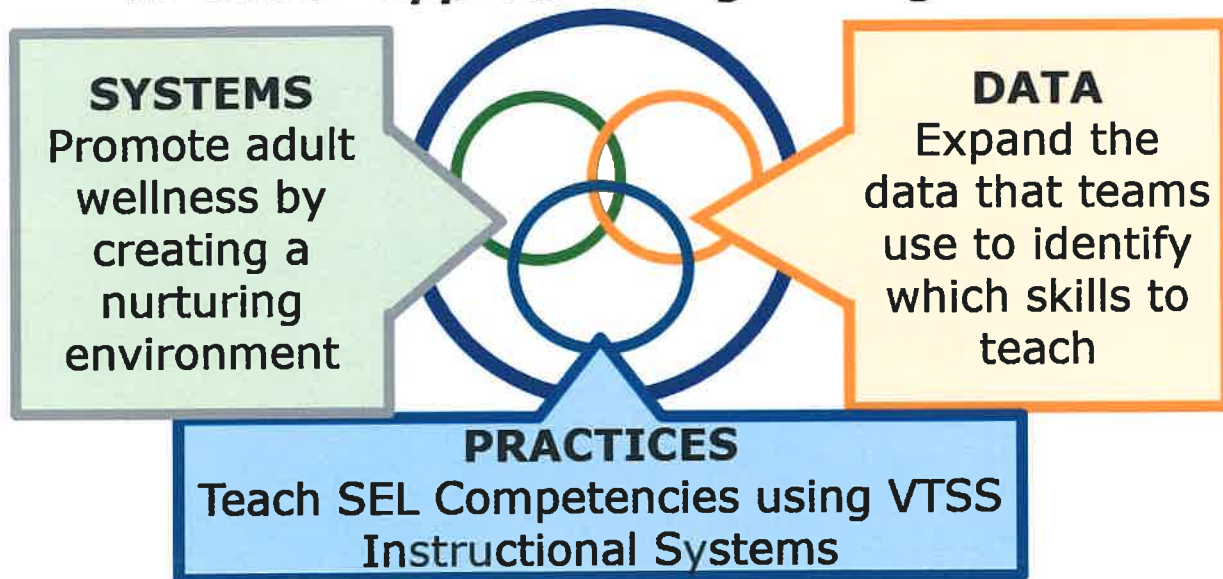 SYSTEMS
Promote adult
wellness by
creating a
nurturing
environment
DATA
Expand the
data that teams
use to identify
which skills to
teach
PRACTICES
Teach SEL Competencies using VTSS
Instructional Systems